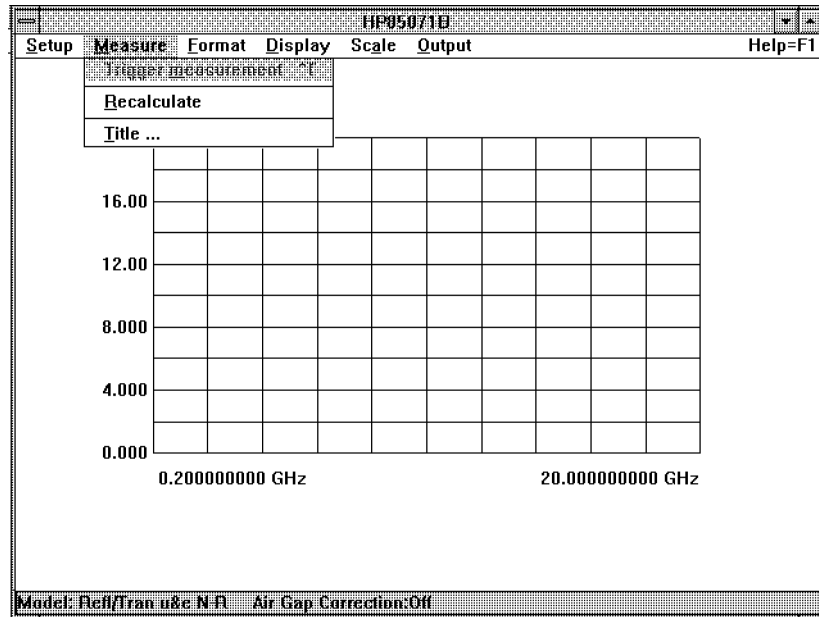 HP85071B
Setup Measure Format Display Scale Output Help=F1
Trigger measurement ^T
Recalculate
Title ...
16.00
12.00
8.000
4.000
0.000
0.200000000 GHz 20.000000000 GHz
Model: Refl/Tran u&e N-R Air Gap Correction:Off